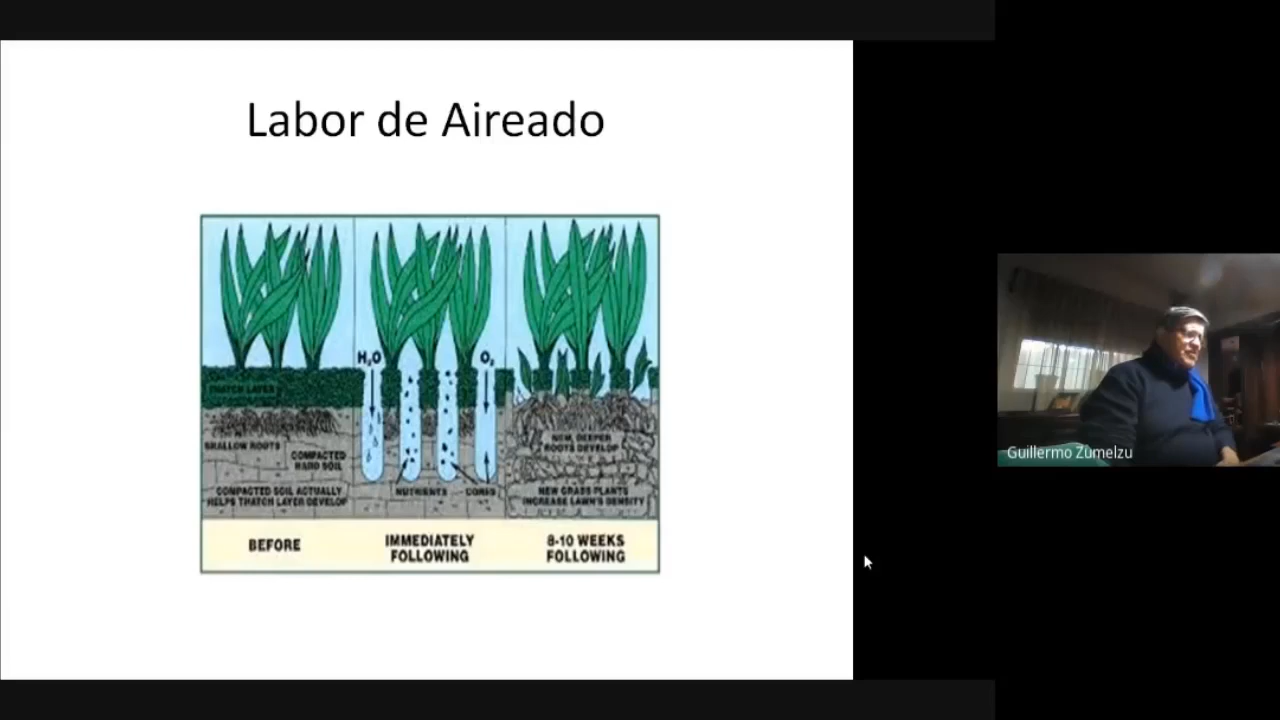 Labor de Aireado
H₂O
O₂
THATCH LAYER
SHALLOW ROOTS
COMPACTED
HARD SOIL
COMPACTED SOIL ACTUALLY
HELPS THATCH LAYER DEVELOP
NUTRIENTS
CORES
NEW, DEEPER
ROOTS DEVELOP
NEW GRASS PLANTS
INCREASE LAWN'S DENSITY
BEFORE
IMMEDIATELY
FOLLOWING
8-10 WEEKS
FOLLOWING
Guillermo Zumelzu